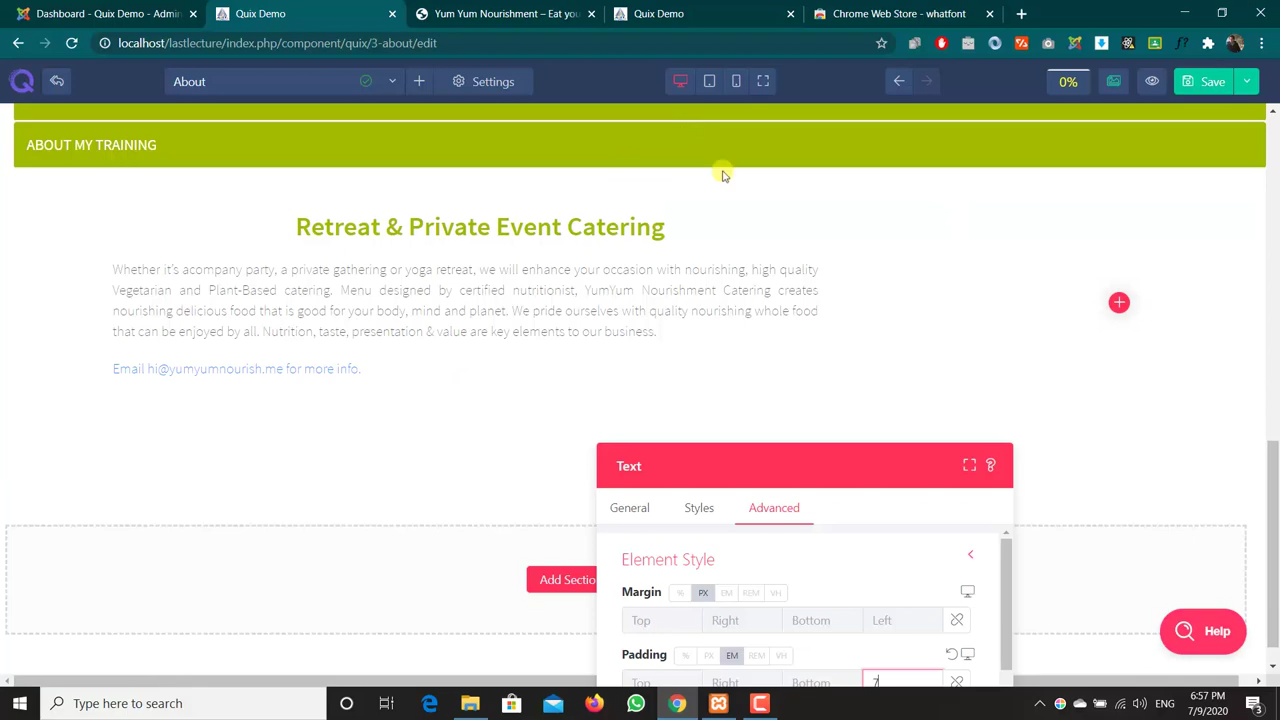 Dashboard - Demo - Admin
Quix Demo
Yum Yum Nourishment – Eat you
Quix Demo
Chrome Web Store - whatfont
localhost/lastlecture/index.php/component/quix/3-about/edit
About
Settings
0%
Save
ABOUT MY TRAINING
Retreat & Private Event Catering
Whether it's acompany party, a private gathering or yoga retreat, we will enhance your occasion with nourishing, high quality
Vegetarian and Plant-Based catering. Menu designed by certified nutritionist, YumYum Nourishment Catering creates
nourishing delicious food that is good for your body, mind and planet. We pride ourselves with quality nourishing whole food
that can be enjoyed by all. Nutrition, taste, presentation & value are key elements to our business.
Email hi@yumyumnourish.me for more info.
Text
General Styles Advanced
Element Style
Add Sectio
Margin % PX EM REM VH
Top Right Bottom Left
Help
Padding % PX EM REM VH
Top Right Bottom 7
Type here to search
6:57 PM
7/9/2020
3